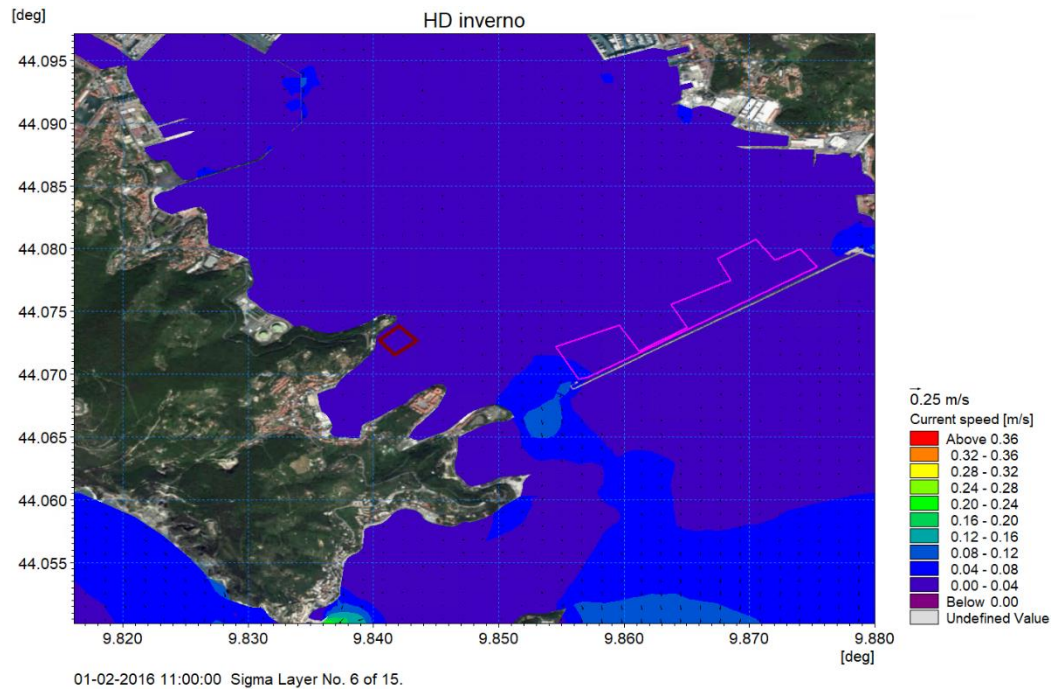 [deg]
HD inverno
44.095
44.090
44.085
44.080
44.075
44.070
44.065
44.060
44.055
9.820
9.830
9.840
9.850
9.860
9.870
9.880
[deg]
0.25 m/s
Current speed [m/s]
Above 0.36
0.32 - 0.36
0.28 - 0.32
0.24 - 0.28
0.20 - 0.24
0.16 - 0.20
0.12 - 0.16
0.08 - 0.12
0.04 - 0.08
0.00 - 0.04
Below 0.00
Undefined Value
01-02-2016 11:00:00 Sigma Layer No. 6 of 15.